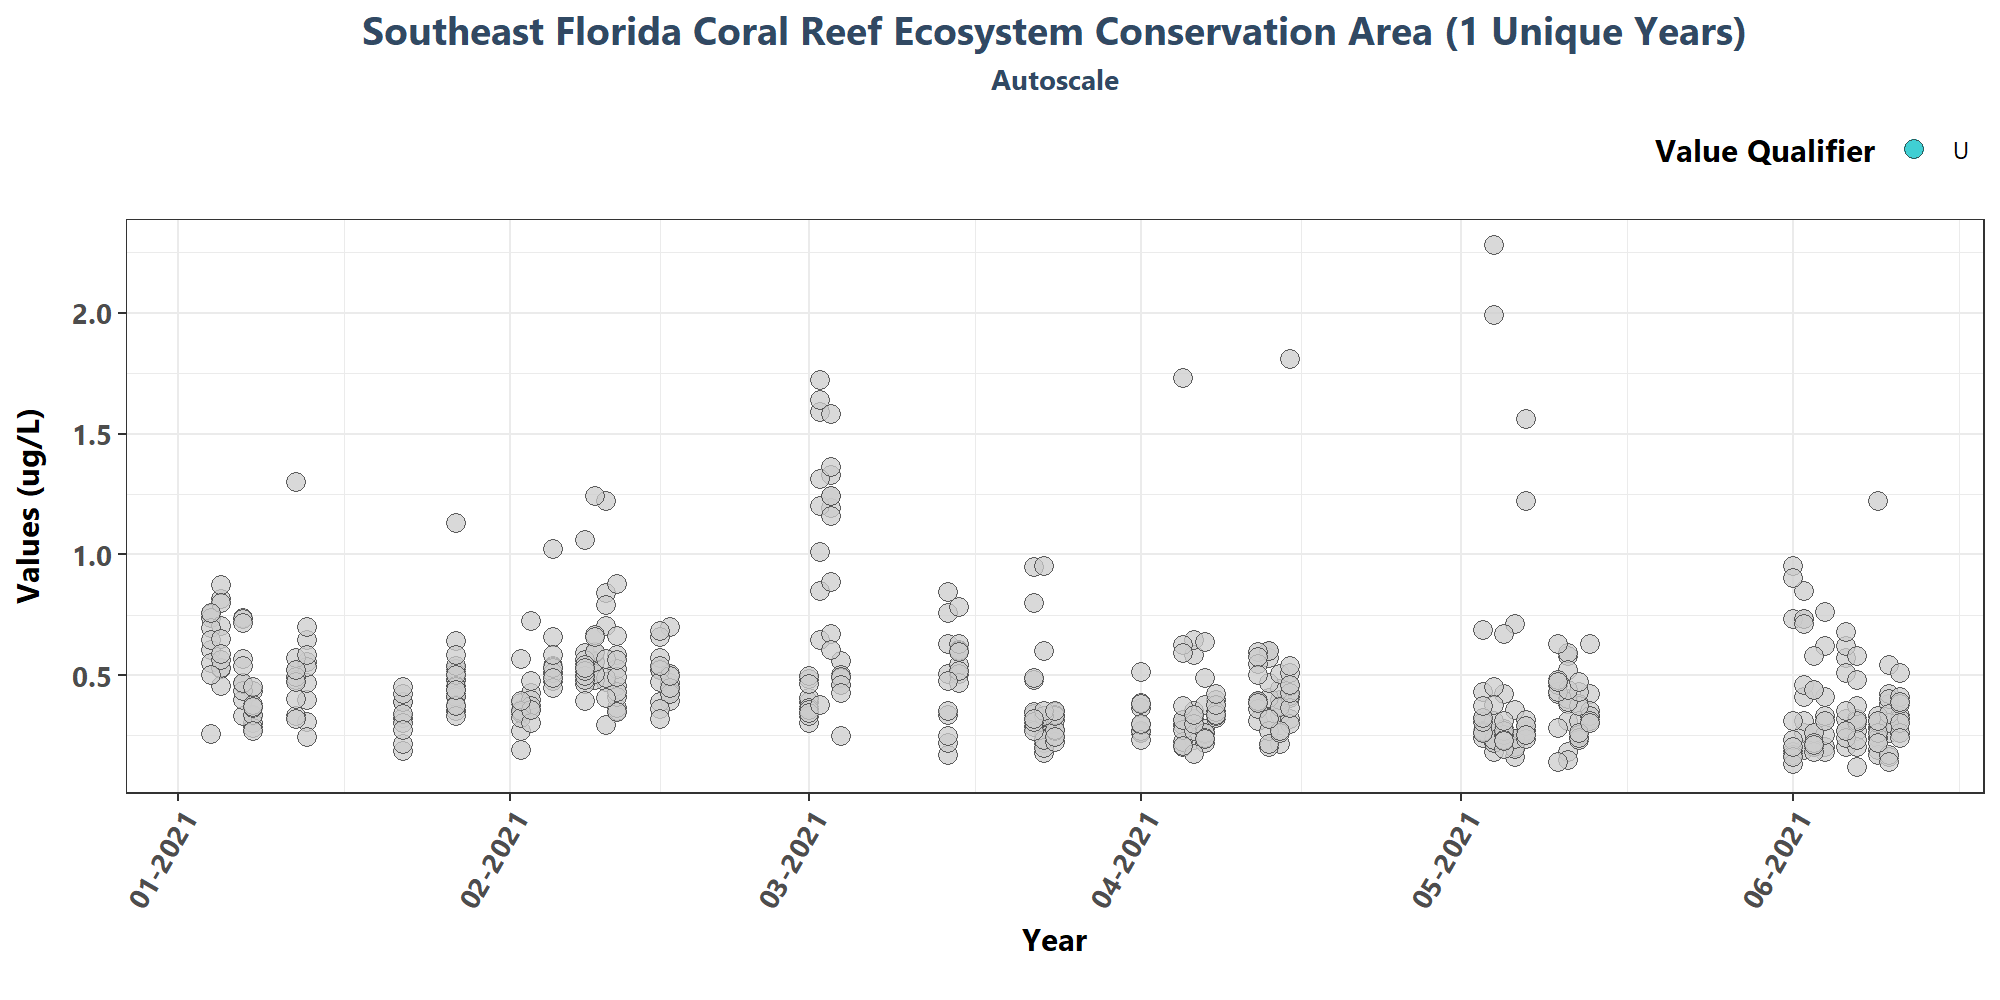 Southeast Florida Coral Reef Ecosystem Conservation Area (1 Unique Years)
Autoscale
Value Qualifier U
Values (ug/L)
2.0
1.5
1.0
0.5
01-2021 02-2021 03-2021 04-2021 05-2021 06-2021
Year